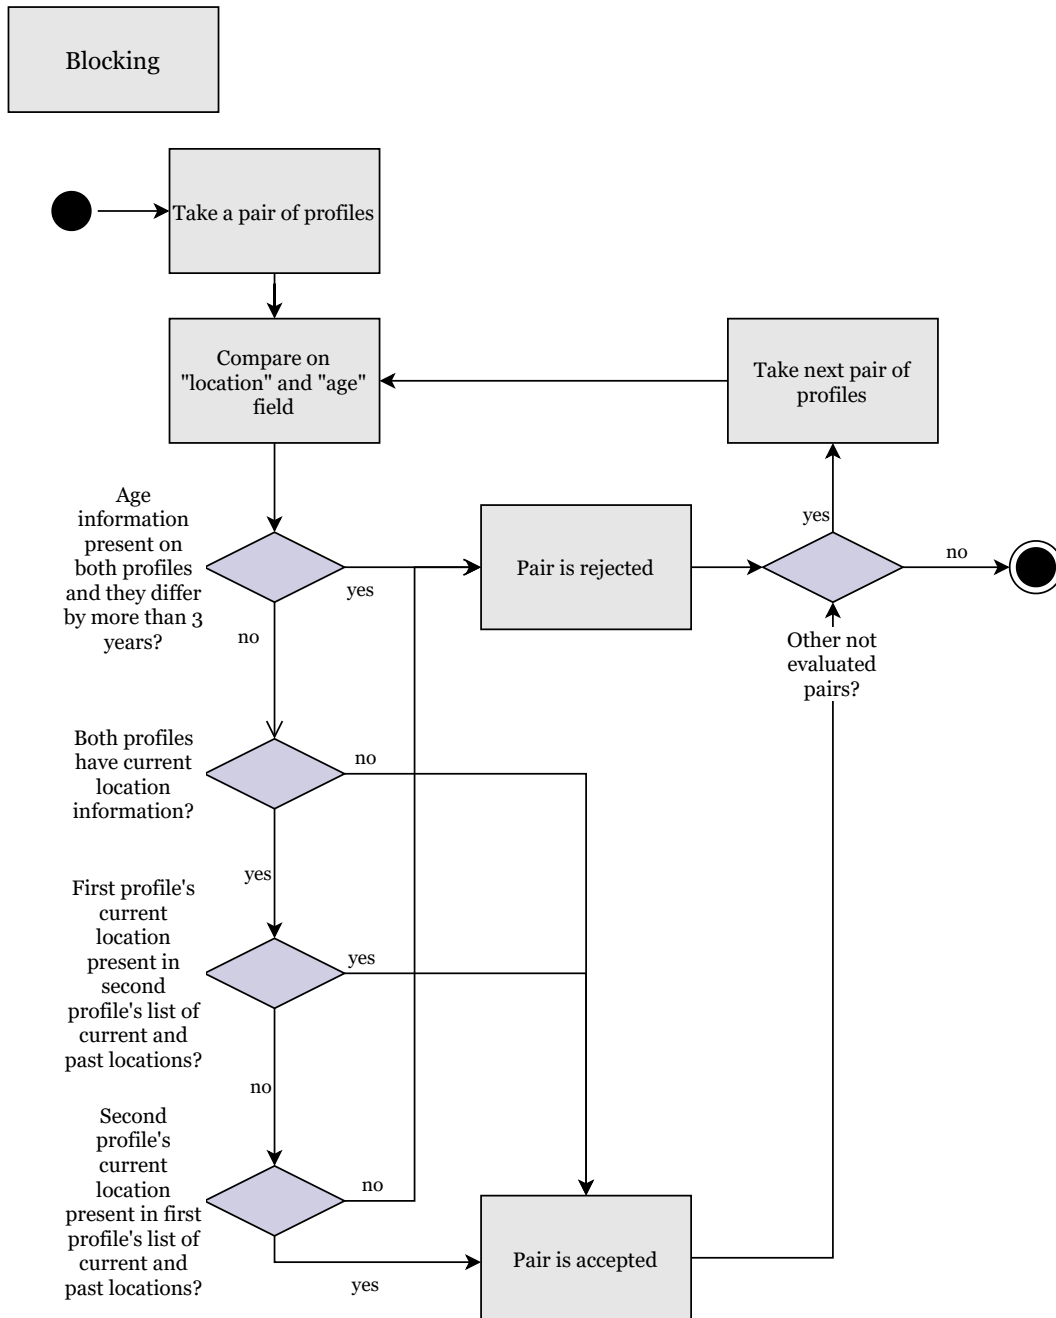 Blocking
Take a pair of profiles
Compare on
"location" and "age"
field
Take next pair of
profiles
Age
information
present on
both profiles
and they differ
by more than 3
years?
yes
no
Pair is rejected
yes
no
Other not
evaluated
pairs?
Both profiles
have current
location
information?
no
yes
First profile's
current
location
present in
second
profile's list of
current and
past locations?
yes
no
Second
profile's
current
location
present in first
profile's list of
current and
past locations?
no
yes
Pair is accepted